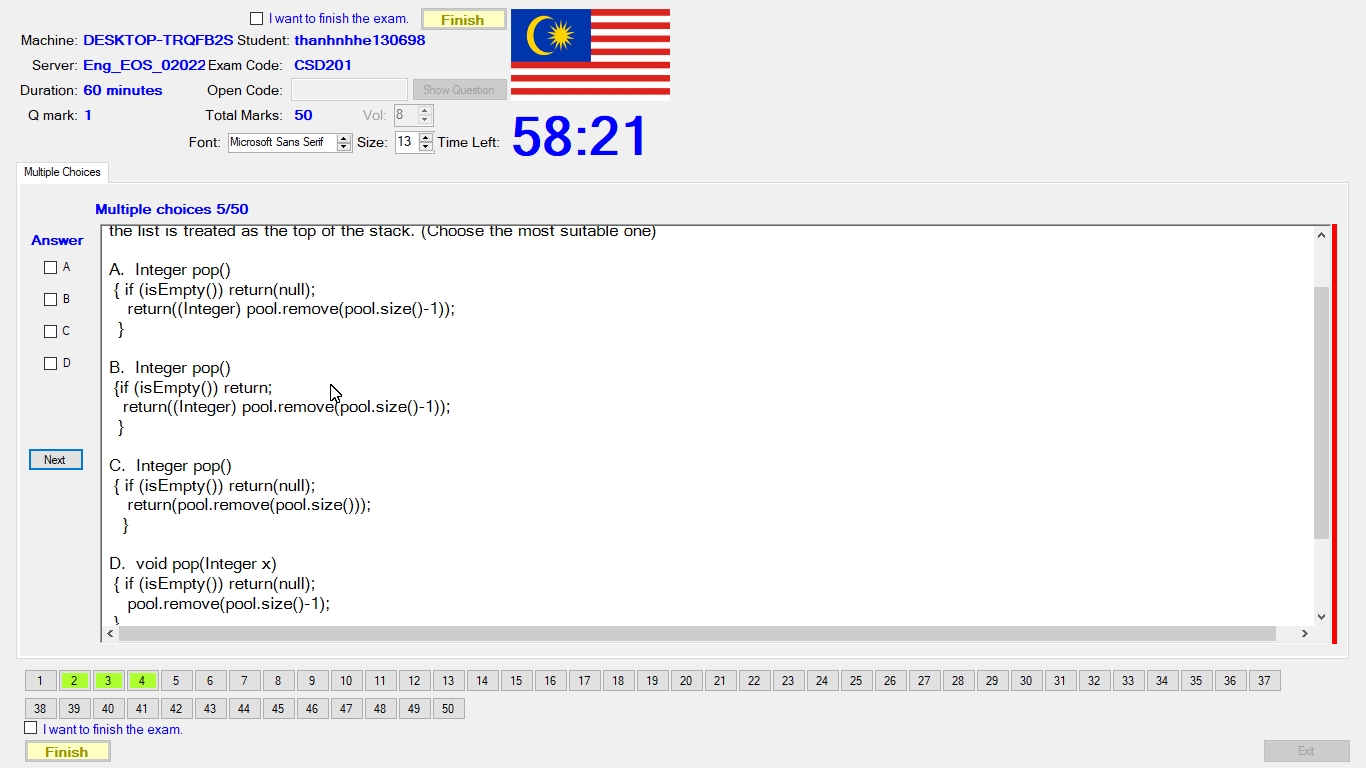 I want to finish the exam.
Finish
Machine: DESKTOP-TRQFB2S Student: thanhnhhe130698
Server: Eng_EOS_02022 Exam Code: CSD201
Duration: 60 minutes Open Code: Show Question
Q mark: 1 Total Marks: 50 Vol: 8
Font: Microsoft Sans Serif Size: 13 Time Left: 58:21
Multiple Choices
Multiple choices 5/50
Answer
A
B
C
D
Next
the list is treated as the top of the stack. (Choose the most suitable one)
A. Integer pop()
{ if (isEmpty()) return(null);
return((Integer) pool.remove(pool.size()-1));
}
B. Integer pop()
{if (isEmpty()) return;
return((Integer) pool.remove(pool.size()-1));
}
C. Integer pop()
{ if (isEmpty()) return(null);
return(pool.remove(pool.size()));
}
D. void pop(Integer x)
{ if (isEmpty()) return(null);
pool.remove(pool.size()-1);
}
1 2 3 4 5 6 7 8 9 10 11 12 13 14 15 16 17 18 19 20 21 22 23 24 25 26 27 28 29 30 31 32 33 34 35 36 37
38 39 40 41 42 43 44 45 46 47 48 49 50
I want to finish the exam.
Finish
Exit